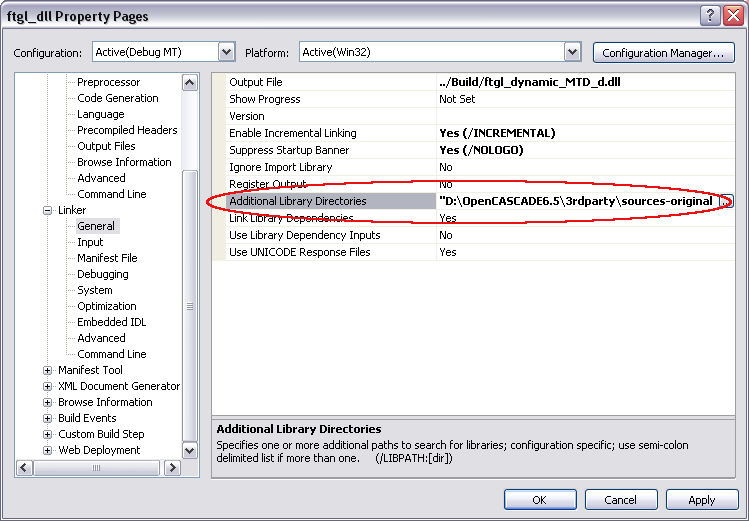 ftgl_dll Property Pages
Configuration: Active(Debug MT) Platform: Active(Win32) Configuration Manager...
Preprocessor
Code Generation
Language
Precompiled Headers
Output Files
Browse Information
Advanced
Command Line
Linker
General
Input
Manifest File
Debugging
System
Optimization
Embedded IDL
Advanced
Command Line
Manifest Tool
XML Document Generator
Browse Information
Build Events
Custom Build Step
Web Deployment
Output File ../Build/ftgl_dynamic_MTD_d.dll
Show Progress Not Set
Version
Enable Incremental Linking Yes (/INCREMENTAL)
Suppress Startup Banner Yes (/NOLOGO)
Ignore Import Library No
Register Output No
Additional Library Directories "D:\OpenCASCADE6.5\3rdparty\sources-original ...
Link Library Dependencies Yes
Use Library Dependency Inputs No
Use UNICODE Response Files Yes
Additional Library Directories
Specifies one or more additional paths to search for libraries; configuration specific; use semi-colon
delimited list if more than one. (/LIBPATH:[dir])
OK Cancel Apply